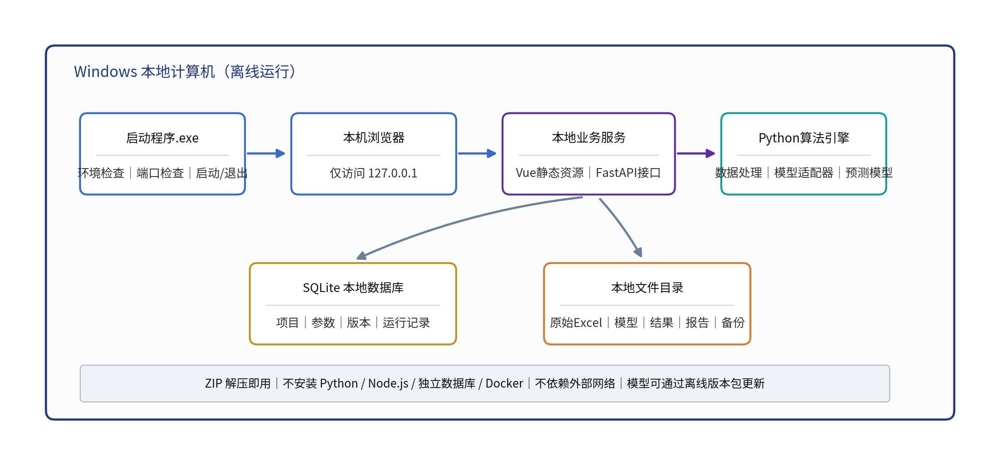 Windows 本地计算机（离线运行）
启动程序.exe
环境检查｜端口检查｜启动/退出
本机浏览器
仅访问 127.0.0.1
本地业务服务
Vue静态资源｜FastAPI接口
Python算法引擎
数据处理｜模型适配器｜预测模型
SQLite 本地数据库
项目｜参数｜版本｜运行记录
本地文件目录
原始Excel｜模型｜结果｜报告｜备份
ZIP 解压即用｜不安装 Python / Node.js / 独立数据库 / Docker｜不依赖外部网络｜模型可通过离线版本包更新